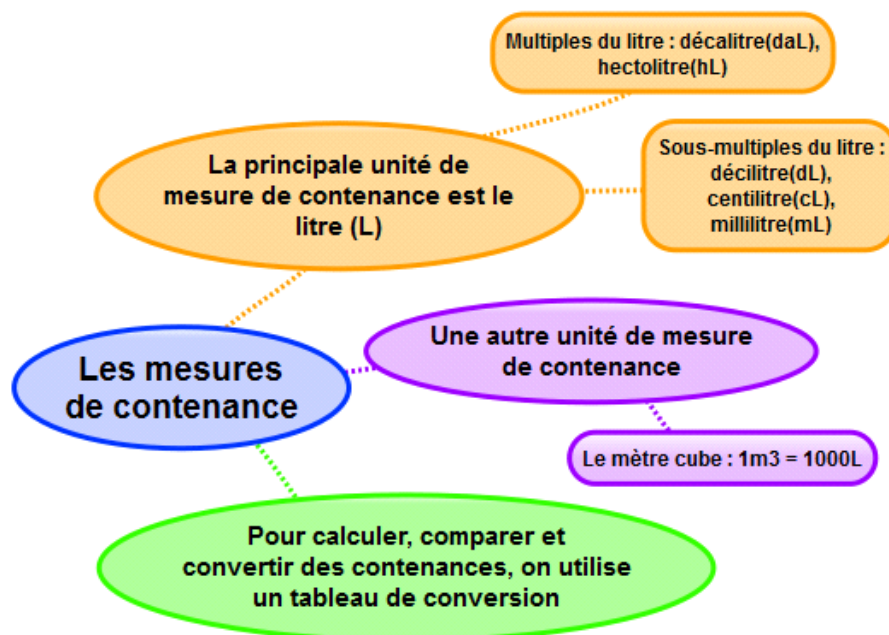 Multiples du litre : décalitre(daL),
hectolitre(hL)
La principale unité de
mesure de contenance est le
litre (L)
Sous-multiples du litre :
décilitre(dL),
centilitre(cL),
millilitre(mL)
Les mesures
de contenance
Une autre unité de mesure
de contenance
Le mètre cube : 1m3 = 1000L
Pour calculer, comparer et
convertir des contenances, on utilise
un tableau de conversion